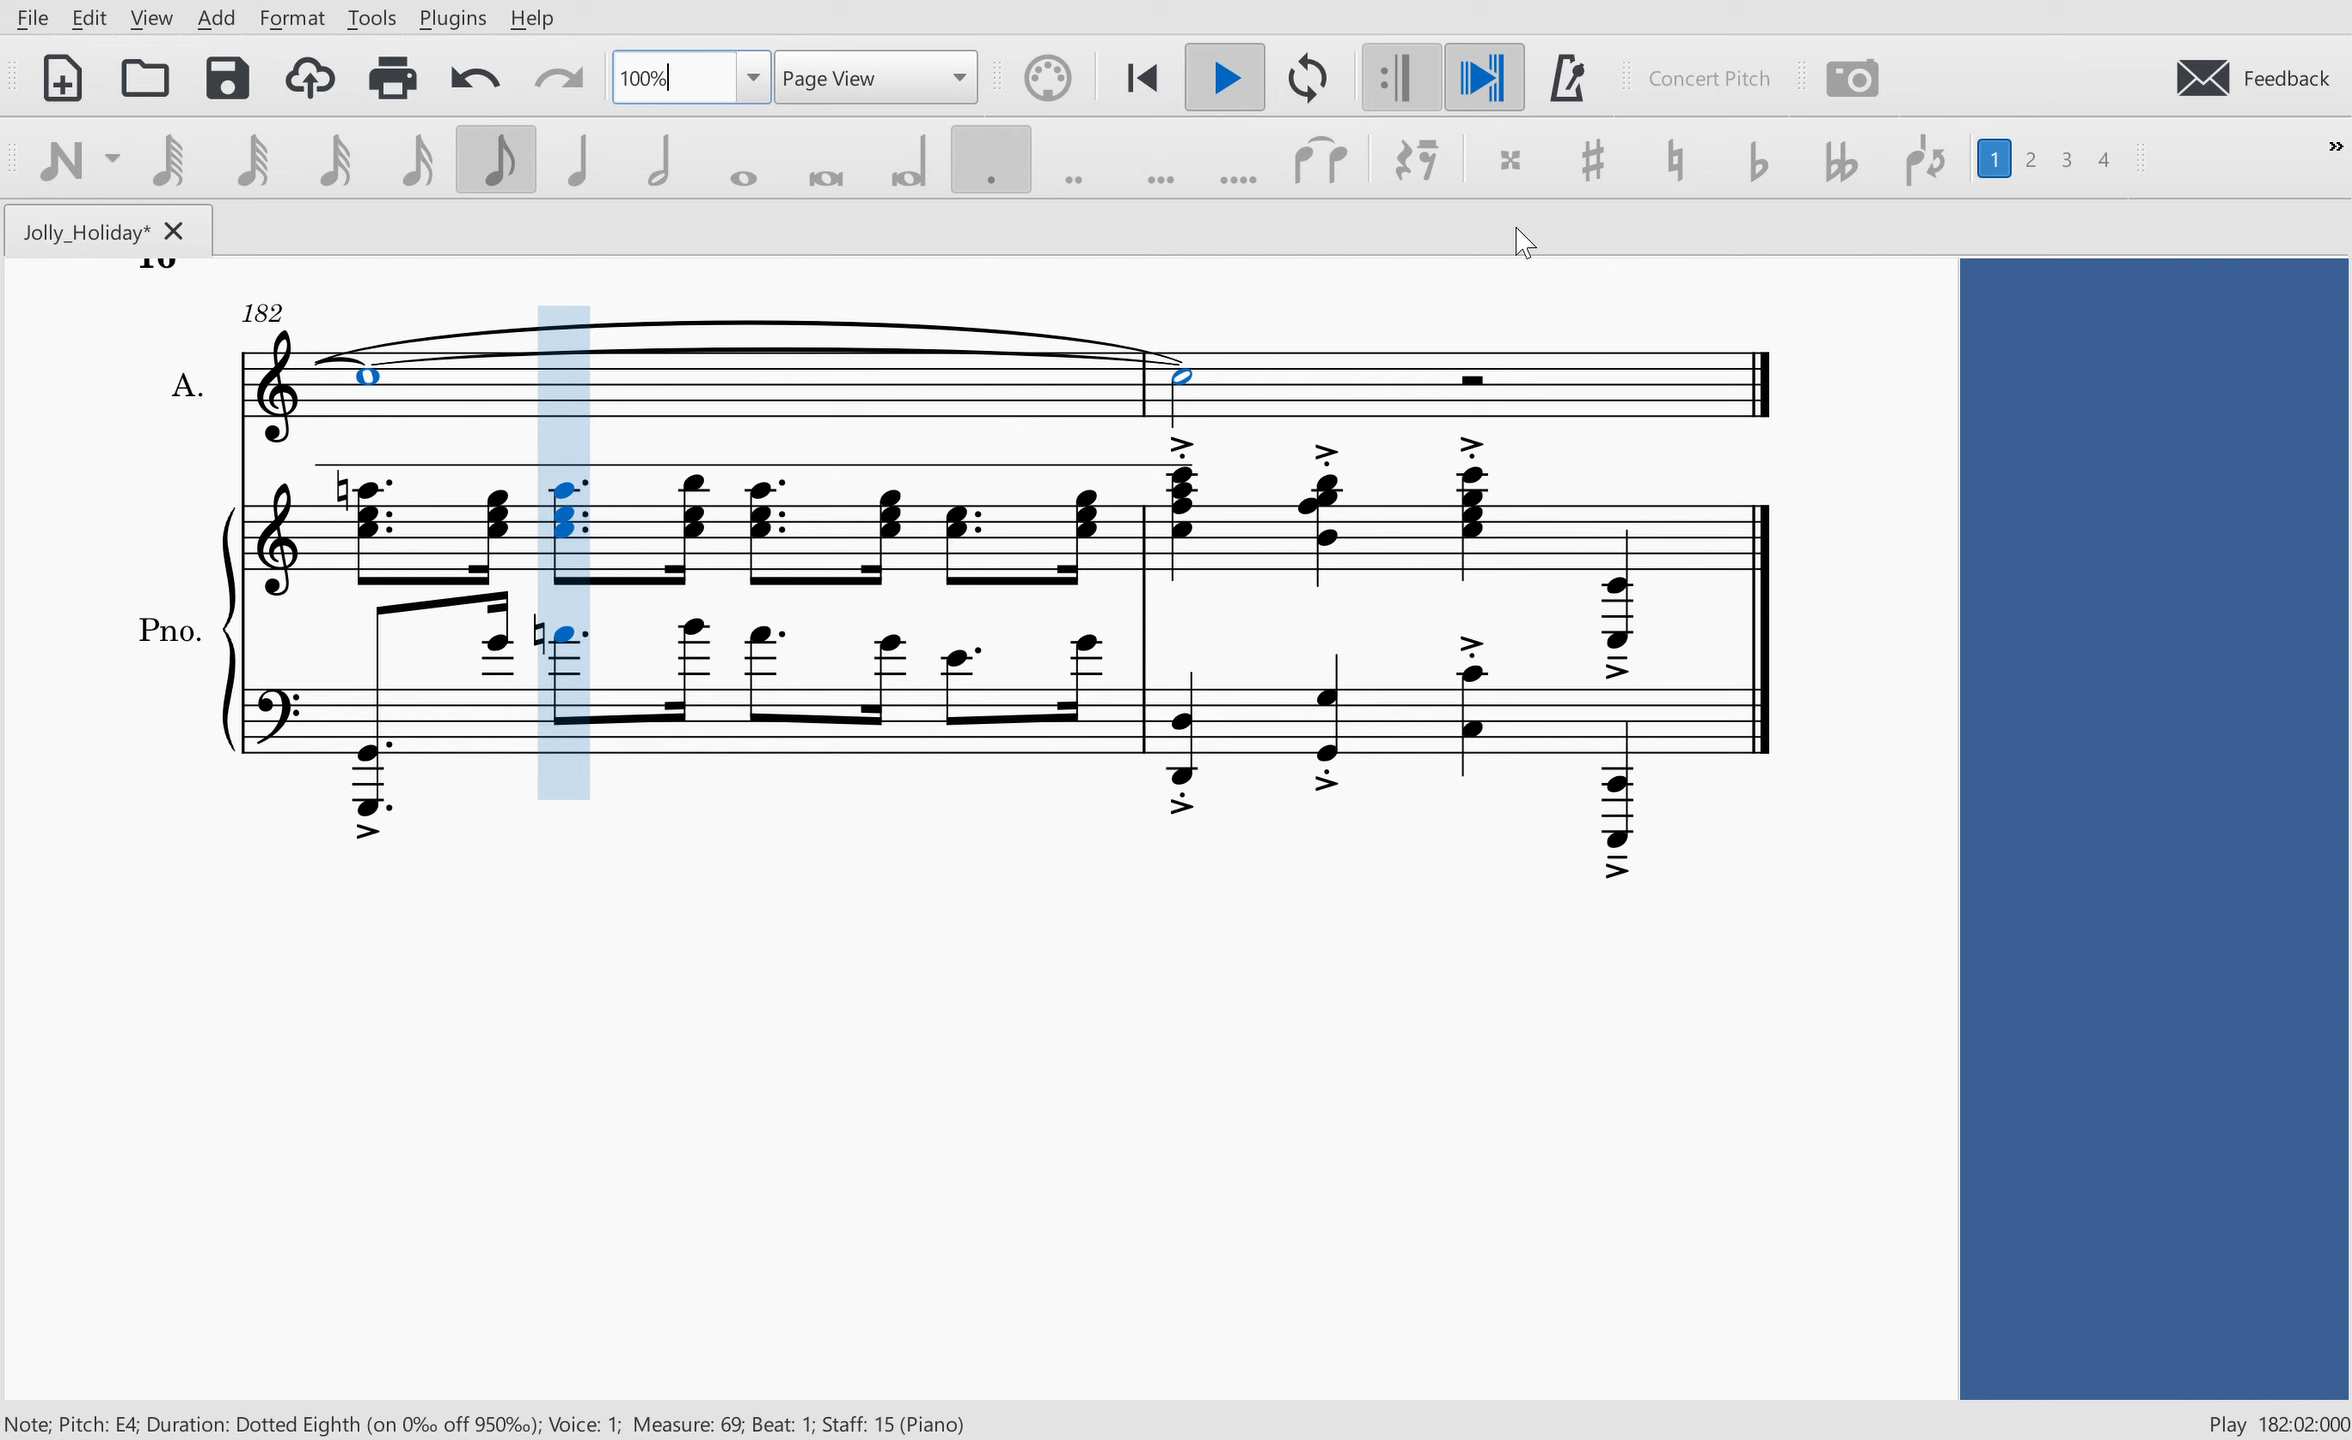 File Edit View Add Format Tools Plugins Help
100% Page View Concert Pitch Feedback
1 2 3 4
Jolly_Holiday*
16
182
A.
Pno.
Note; Pitch: E4; Duration: Dotted Eighth (on 0‰ off 950‰); Voice: 1; Measure: 69; Beat: 1; Staff: 15 (Piano) Play 182:02:000